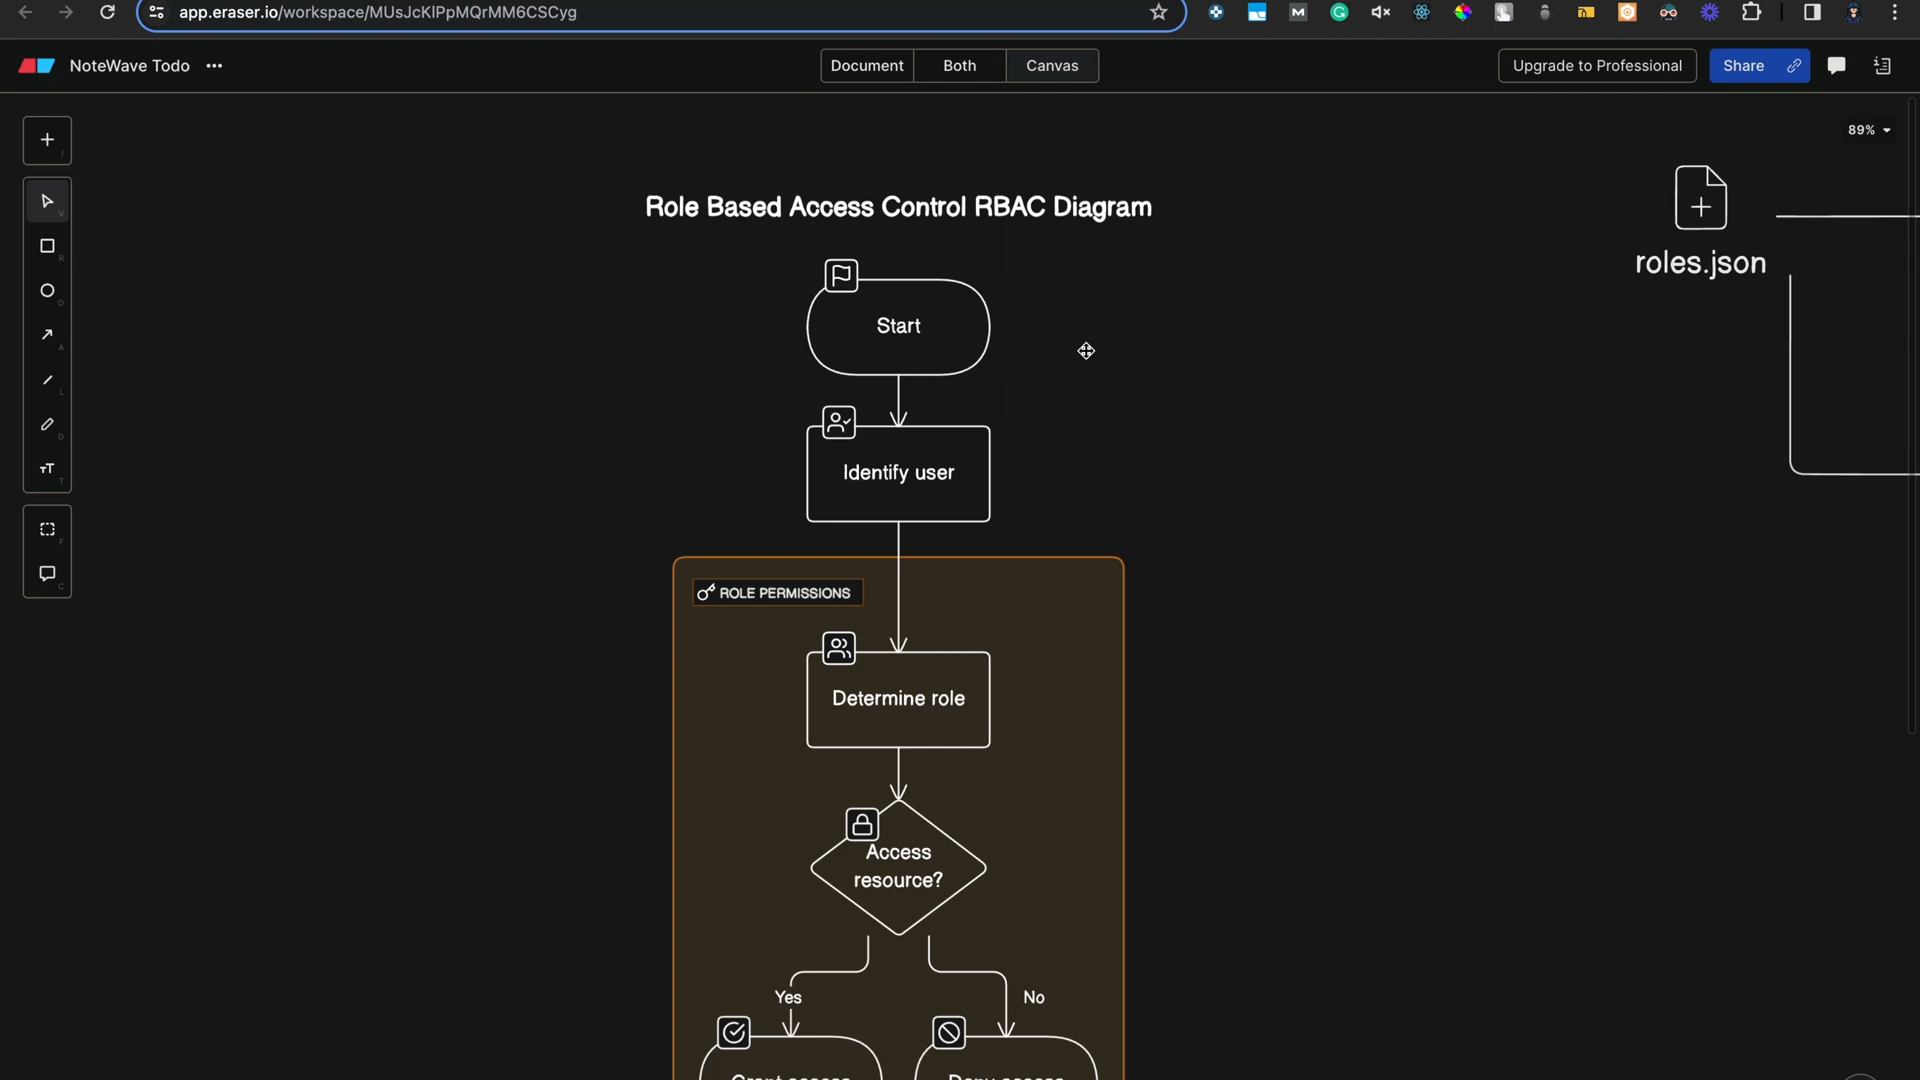 app.eraser.io/workspace/MUsJcKlPpMQrMM6CSCyg
NoteWave Todo
Document
Both
Canvas
Upgrade to Professional
Share
89%
Role Based Access Control RBAC Diagram
roles.json
Start
Identify user
ROLE PERMISSIONS
Determine role
Access
resource?
Yes
No
Grant access
Deny access
/
V
R
O
A
L
D
T
F
C